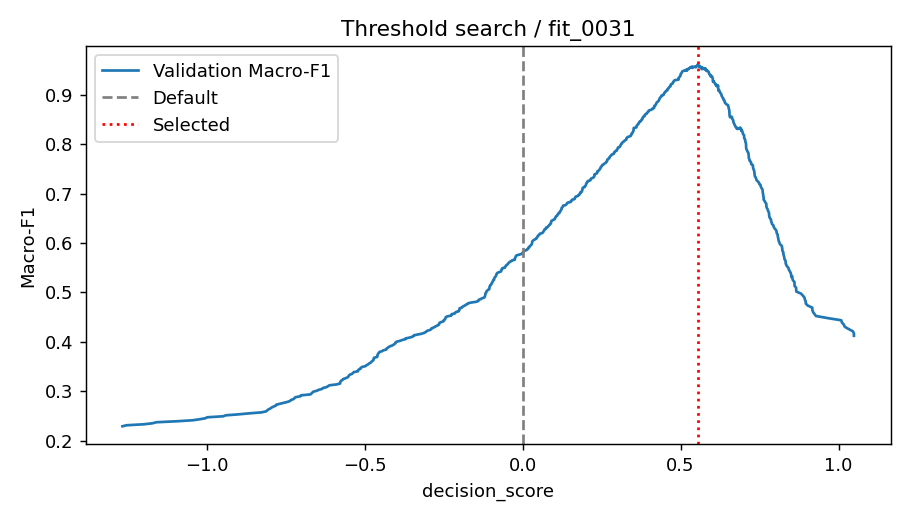 Threshold search / fit_0031
Validation Macro-F1
Default
Selected
Macro-F1
0.9
0.8
0.7
0.6
0.5
0.4
0.3
0.2
−1.0
−0.5
0.0
0.5
1.0
decision_score